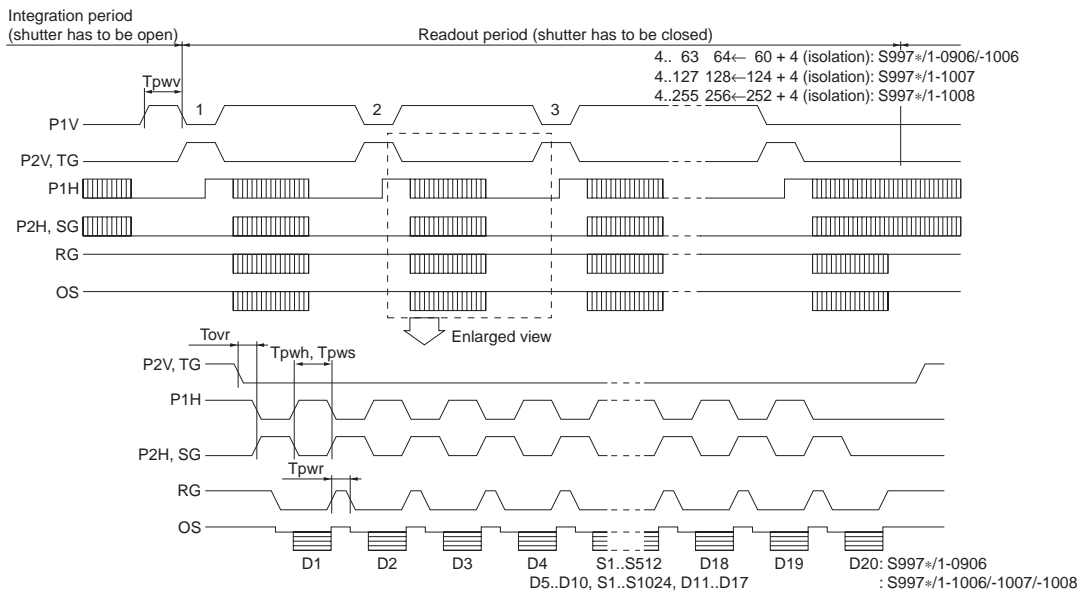 Integration period
(shutter has to be open)
Readout period (shutter has to be closed)
4.. 63 64← 60 + 4 (isolation): S997*/1-0906/-1006
4..127 128←124 + 4 (isolation): S997*/1-1007
4..255 256←252 + 4 (isolation): S997*/1-1008
Tpwv
1
2
3
P1V
P2V, TG
P1H
P2H, SG
RG
OS
Enlarged view
Tovr
Tpwh, Tpws
P2V, TG
P1H
P2H, SG
Tpwr
RG
OS
D1 D2 D3 D4 S1..S512 D18 D19 D20: S997*/1-0906
D5..D10, S1..S1024, D11..D17 : S997*/1-1006/-1007/-1008